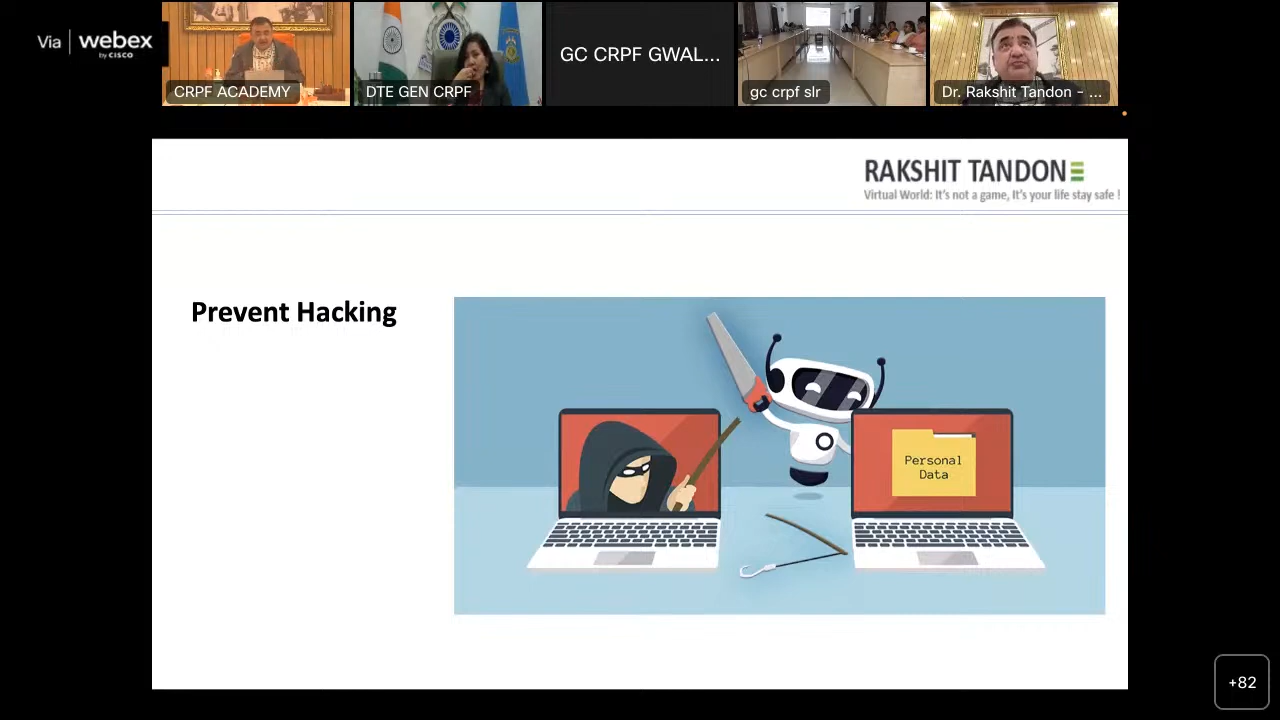 Via webex
by CISCO
CRPF ACADEMY
DTE GEN CRPF
GC CRPF GWAL...
gc crpf slr
Dr. Rakshit Tandon - ...
RAKSHIT TANDON
Virtual World: It's not a game, It's your life stay safe !
Prevent Hacking
Personal
Data
+82